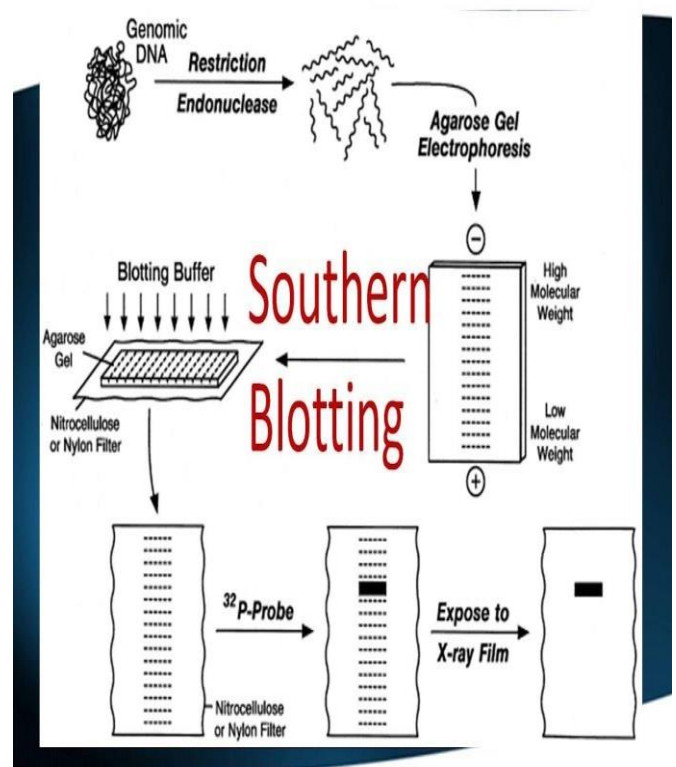 Genomic
DNA
Restriction
Endonuclease
Agarose Gel
Electrophoresis
−
High
Molecular
Weight
Low
Molecular
Weight
+
Southern
Blotting
Blotting Buffer
Agarose
Gel
Nitrocellulose
or Nylon Filter
32P-Probe
Nitrocellulose
or Nylon Filter
Expose to
X-ray Film